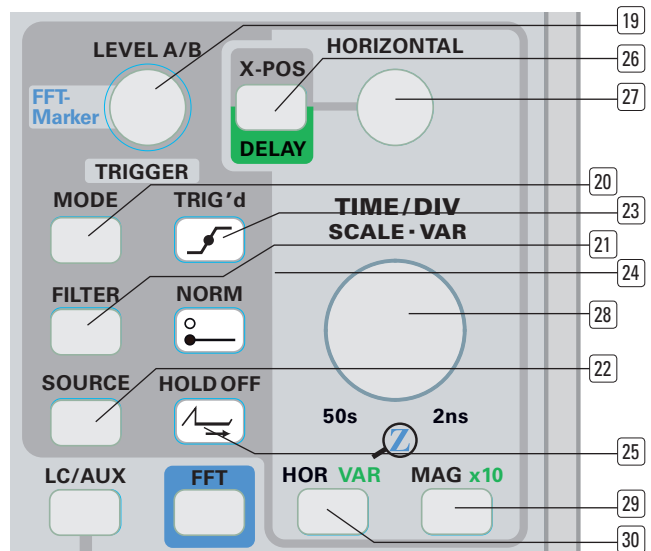 19
LEVEL A/B
HORIZONTAL
X-POS
26
FFT-
Marker
27
DELAY
TRIGGER
MODE
TRIG'd
20
TIME/DIV
SCALE · VAR
23
21
24
FILTER
NORM
28
SOURCE
HOLD OFF
22
50s
2ns
Z
25
LC/AUX
FFT
HOR VAR
MAG x10
29
30